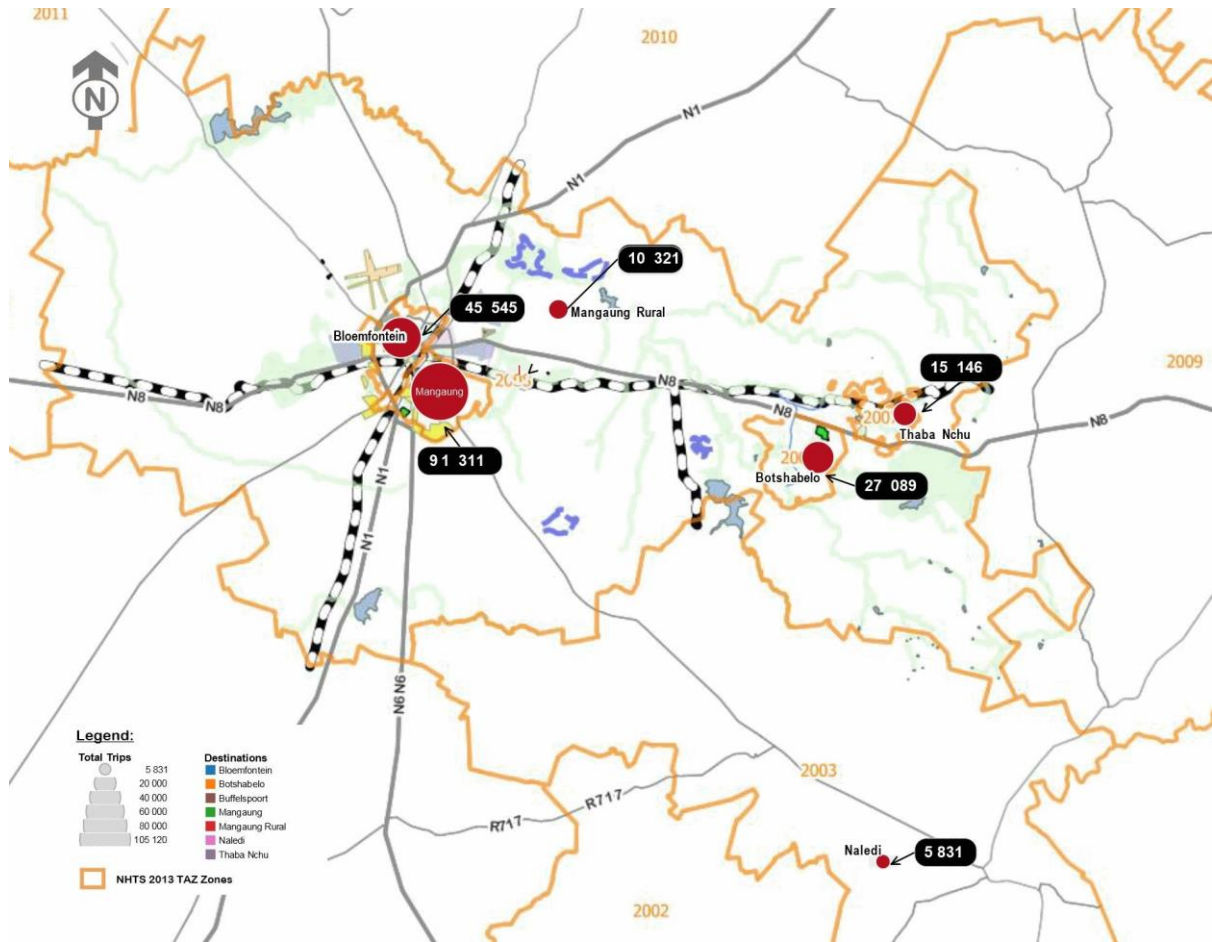 2011
2010
N
N1
N1
10 321
Mangaung Rural
45 545
Bloemfontein
2009
15 146
Mangaung
N8
N8
N8
N8
N8
Thaba Nchu
91 311
Botshabelo
27 089
N1
N1
N6
N6
2003
R717
R717
Naledi
5 831
2002
Legend:
Total Trips
5 831
20 000
40 000
60 000
80 000
105 120
Destinations
Bloemfontein
Botshabelo
Buffelspoort
Mangaung
Mangaung Rural
Naledi
Thaba Nchu
NHTS 2013 TAZ Zones